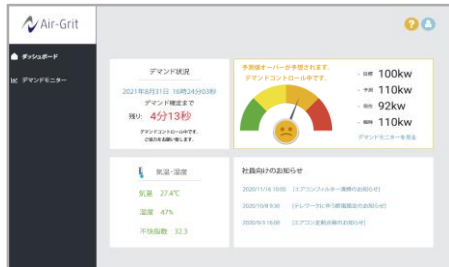 Air-Grit
ダッシュボード
デマンドモニター
デマンド状況
2021年8月31日 16時24分03秒
デマンド確定まで
残り: 4分13秒
デマンドコントロール中です。
ご協力をお願い致します。
予測値オーバーが予想されます。
デマンドコントロール中です。
- 目標 100kw
- 予測 110kw
- 現在 92kw
- 瞬時 110kw
デマンドモニターを見る
気温・湿度
気温 27.4℃
湿度 47%
不快指数 32.3
社員向けのお知らせ
2020/11/16 10:00 [エアコンフィルター清掃のお知らせ]
2020/10/8 9:30 [テレワークに伴う節電設定のお知らせ]
2020/9/3 16:00 [エアコン定期点検のお知らせ]